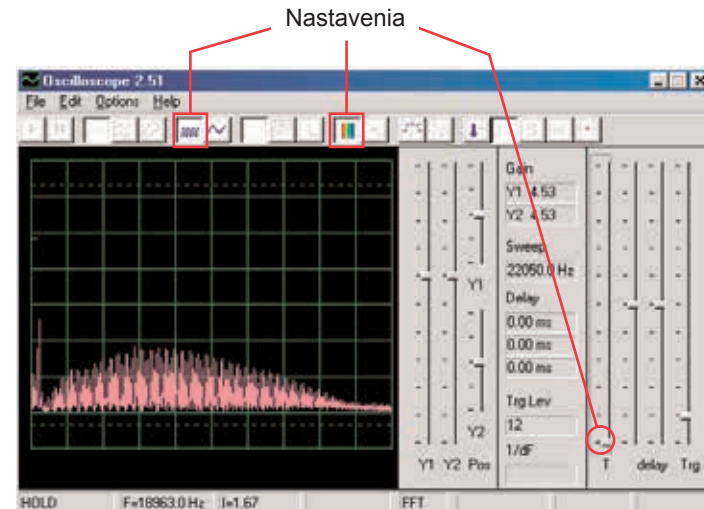 Nastavenia
Oscilloscope 2.51
File Edit Options Help
Gain
Y1 4.53
Y2 4.53
Sweep
22050.0 Hz
Delay
0.00 ms
0.00 ms
0.00 ms
Trg Lev
12
1/dF
Y1
Y2
Y1 Y2 Pos
T delay Trg
HOLD F=18963.0 Hz I=1.67 FFT